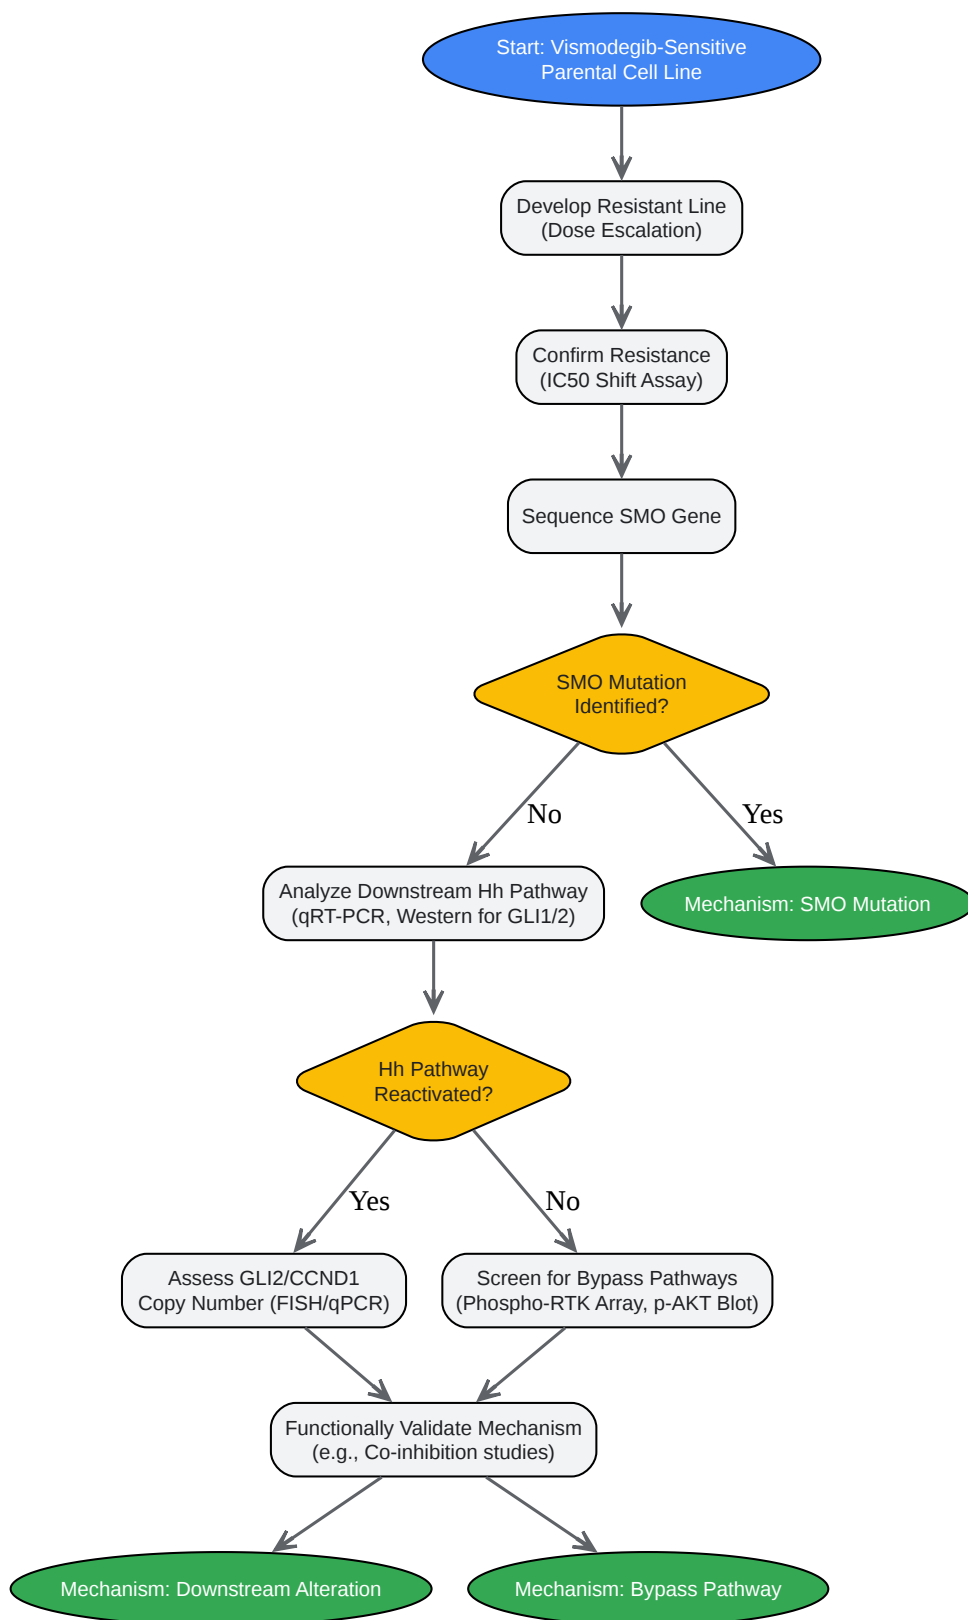 Start: Vismodegib-Sensitive
Parental Cell Line
Develop Resistant Line
(Dose Escalation)
Confirm Resistance
(IC50 Shift Assay)
Sequence SMO Gene
SMO Mutation
Identified?
No
Yes
Analyze Downstream Hh Pathway
(qRT-PCR, Western for GLI1/2)
Mechanism: SMO Mutation
Hh Pathway
Reactivated?
Yes
No
Assess GLI2/CCND1
Copy Number (FISH/qPCR)
Screen for Bypass Pathways
(Phospho-RTK Array, p-AKT Blot)
Functionally Validate Mechanism
(e.g., Co-inhibition studies)
Mechanism: Downstream Alteration
Mechanism: Bypass Pathway